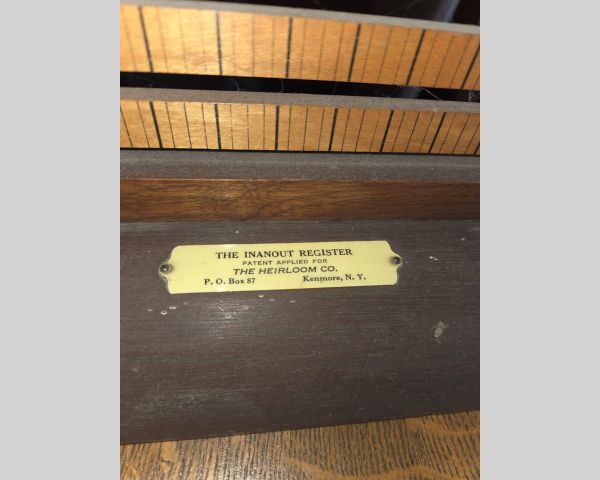 THE INANOUT REGISTER
PATENT APPLIED FOR
THE HEIRLOOM CO.
P. O. Box 87 Kenmore, N. Y.